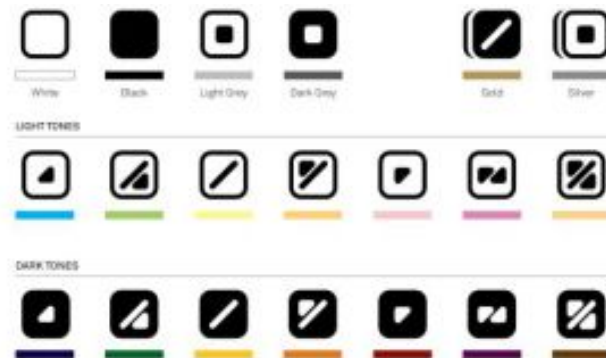 White Black Light Grey Dark Grey Gold Silver
LIGHT TONES
DARK TONES